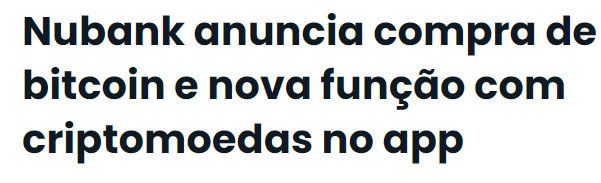 Nubank anuncia compra de
bitcoin e nova função com
criptomoedas no app